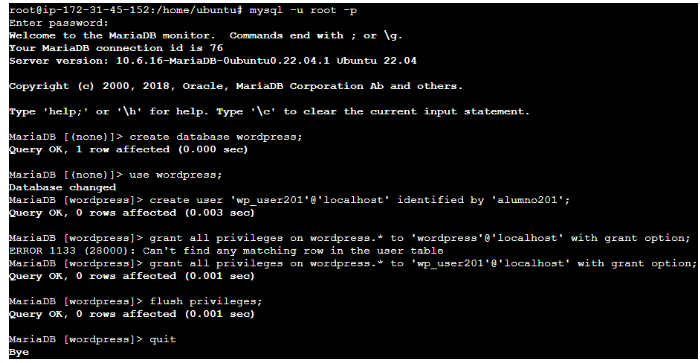 root@ip-172-31-45-152:/home/ubuntu# mysql -u root -p
Enter password:
Welcome to the MariaDB monitor.  Commands end with ; or \g.
Your MariaDB connection id is 76
Server version: 10.6.16-MariaDB-0ubuntu0.22.04.1 Ubuntu 22.04
Copyright (c) 2000, 2018, Oracle, MariaDB Corporation Ab and others.
Type 'help;' or '\h' for help. Type '\c' to clear the current input statement.
MariaDB [(none)]> create database wordpress;
Query OK, 1 row affected (0.000 sec)
MariaDB [(none)]> use wordpress;
Database changed
MariaDB [wordpress]> create user 'wp_user201'@'localhost' identified by 'alumno201';
Query OK, 0 rows affected (0.003 sec)
MariaDB [wordpress]> grant all privileges on wordpress.* to 'wordpress'@'localhost' with grant option;
ERROR 1133 (28000): Can't find any matching row in the user table
MariaDB [wordpress]> grant all privileges on wordpress.* to 'wp_user201'@'localhost' with grant option;
Query OK, 0 rows affected (0.001 sec)
MariaDB [wordpress]> flush privileges;
Query OK, 0 rows affected (0.001 sec)
MariaDB [wordpress]> quit
Bye